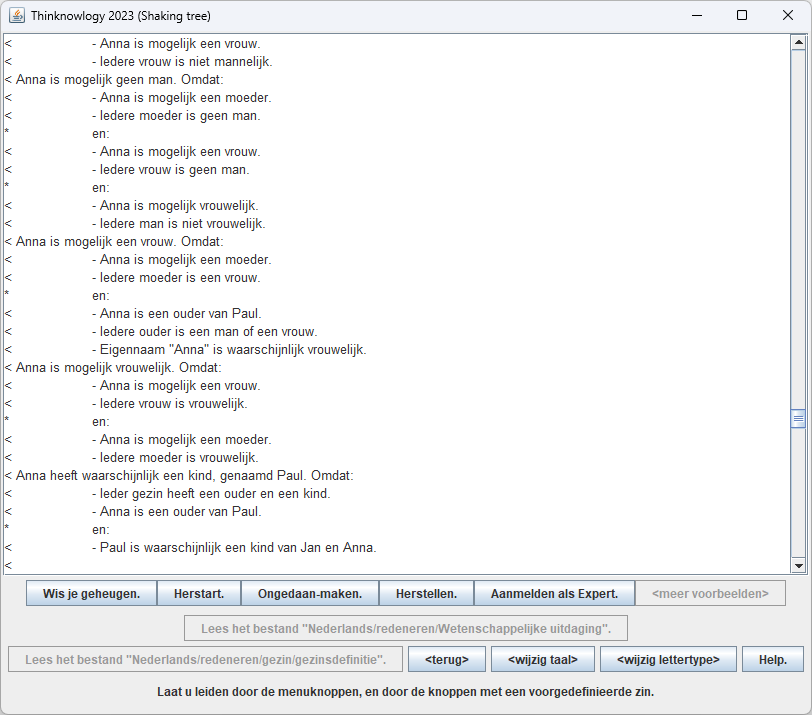 Thinknowlogy 2023 (Shaking tree)
< - Anna is mogelijk een vrouw.
< - Iedere vrouw is niet mannelijk.
< Anna is mogelijk geen man. Omdat:
< - Anna is mogelijk een moeder.
< - Iedere moeder is geen man.
* en:
< - Anna is mogelijk een vrouw.
< - Iedere vrouw is geen man.
* en:
< - Anna is mogelijk vrouwelijk.
< - Iedere man is niet vrouwelijk.
< Anna is mogelijk een vrouw. Omdat:
< - Anna is mogelijk een moeder.
< - Iedere moeder is een vrouw.
* en:
< - Anna is een ouder van Paul.
< - Iedere ouder is een man of een vrouw.
< - Eigennaam "Anna" is waarschijnlijk vrouwelijk.
< Anna is mogelijk vrouwelijk. Omdat:
< - Anna is mogelijk een vrouw.
< - Iedere vrouw is vrouwelijk.
* en:
< - Anna is mogelijk een moeder.
< - Iedere moeder is vrouwelijk.
< Anna heeft waarschijnlijk een kind, genaamd Paul. Omdat:
< - Ieder gezin heeft een ouder en een kind.
< - Anna is een ouder van Paul.
* en:
< - Paul is waarschijnlijk een kind van Jan en Anna.
<
Wis je geheugen. Herstart. Ongedaan-maken. Herstellen. Aanmelden als Expert. <meer voorbeelden>
Lees het bestand "Nederlands/redeneren/Wetenschappelijke uitdaging".
Lees het bestand "Nederlands/redeneren/gezin/gezinsdefinitie". <terug> <wijzig taal> <wijzig lettertype> Help.
Laat u leiden door de menuknoppen, en door de knoppen met een voorgedefinieerde zin.